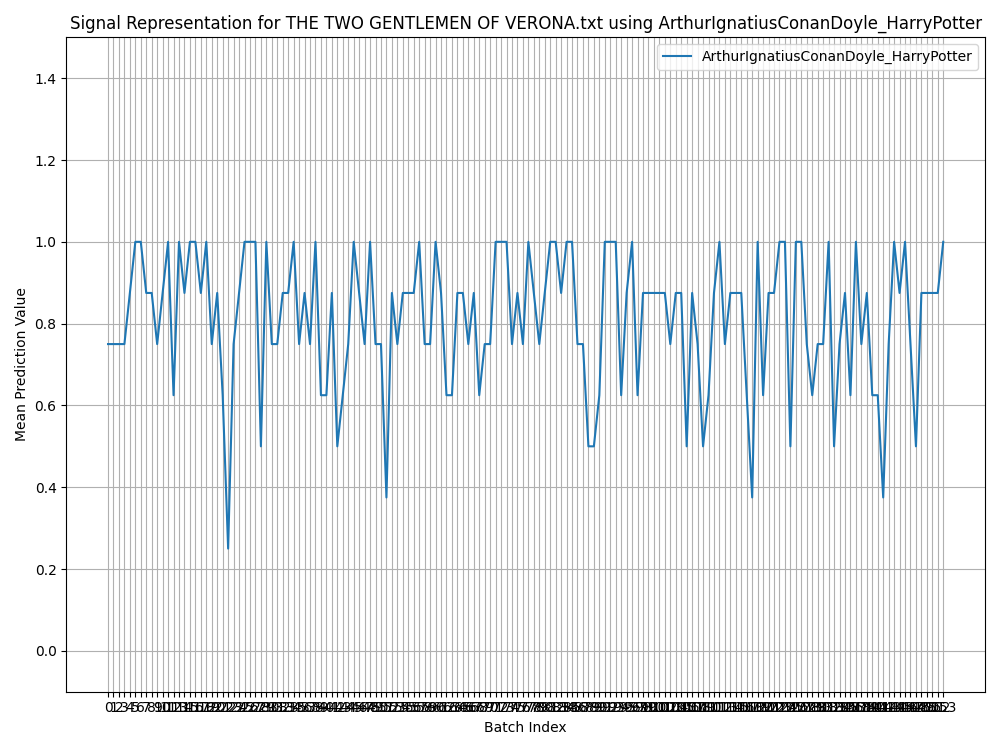 Signal Representation for THE TWO GENTLEMEN OF VERONA.txt using ArthurIgnatiusConanDoyle_HarryPotter
ArthurIgnatiusConanDoyle_HarryPotter
1.4
1.2
1.0
0.8
0.6
0.4
0.2
0.0
Mean Prediction Value
Batch Index